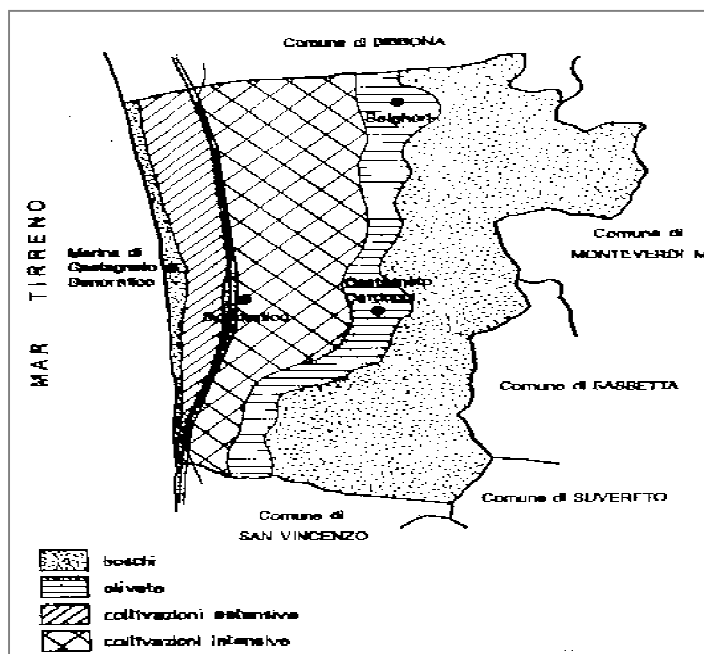 Comune di BIBBONA
Bolgheri
Comune di
MONTEVERDI M
MAR TIRRENO
Marina di
Castagneto
Donoratico
Castagneto
Carducci
Donoratico
Comune di SASSETTA
Comune di SUVERETO
Comune di
SAN VINCENZO
boschi
oliveto
coltivazioni estensive
coltivazioni intensive